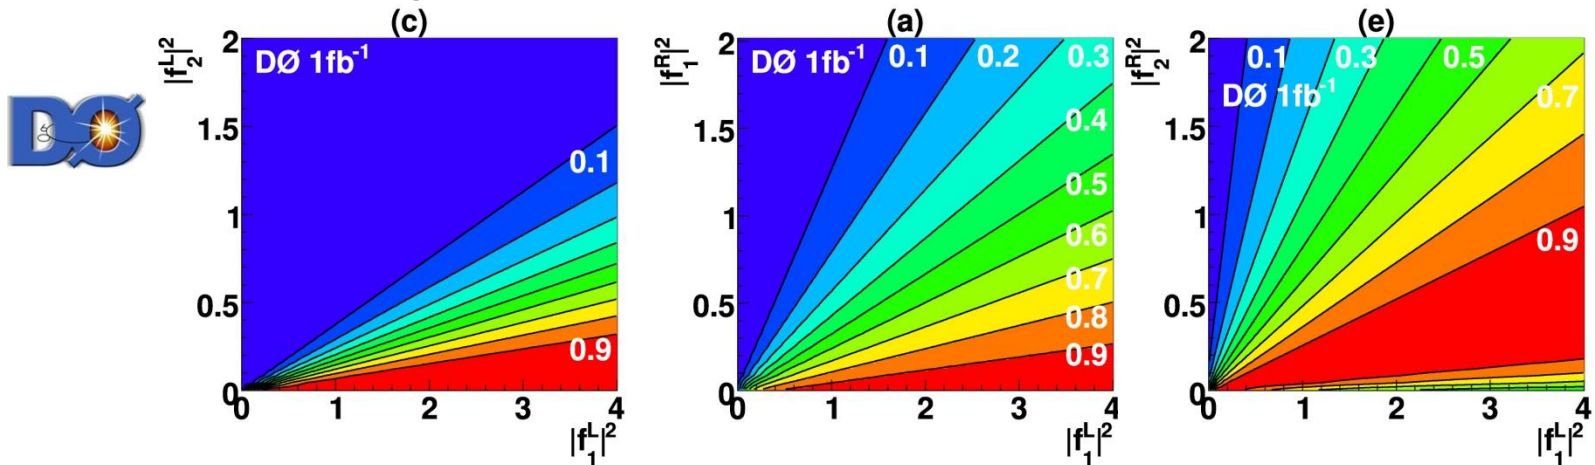 DØ
(c)
|f₂ᴸ|²
2
1.5
1
0.5
0
DØ 1fb⁻¹
0.1
0.9
0 1 2 3 4
|f₁ᴸ|²
(a)
|f₁ᴿ|²
2
1.5
1
0.5
0
DØ 1fb⁻¹
0.1 0.2 0.3
0.4
0.5
0.6
0.7
0.8
0.9
0 1 2 3 4
|f₁ᴸ|²
(e)
|f₂ᴿ|²
2
1.5
1
0.5
0
0.1 0.3 0.5
DØ 1fb⁻¹
0.7
0.9
0 1 2 3 4
|f₁ᴸ|²